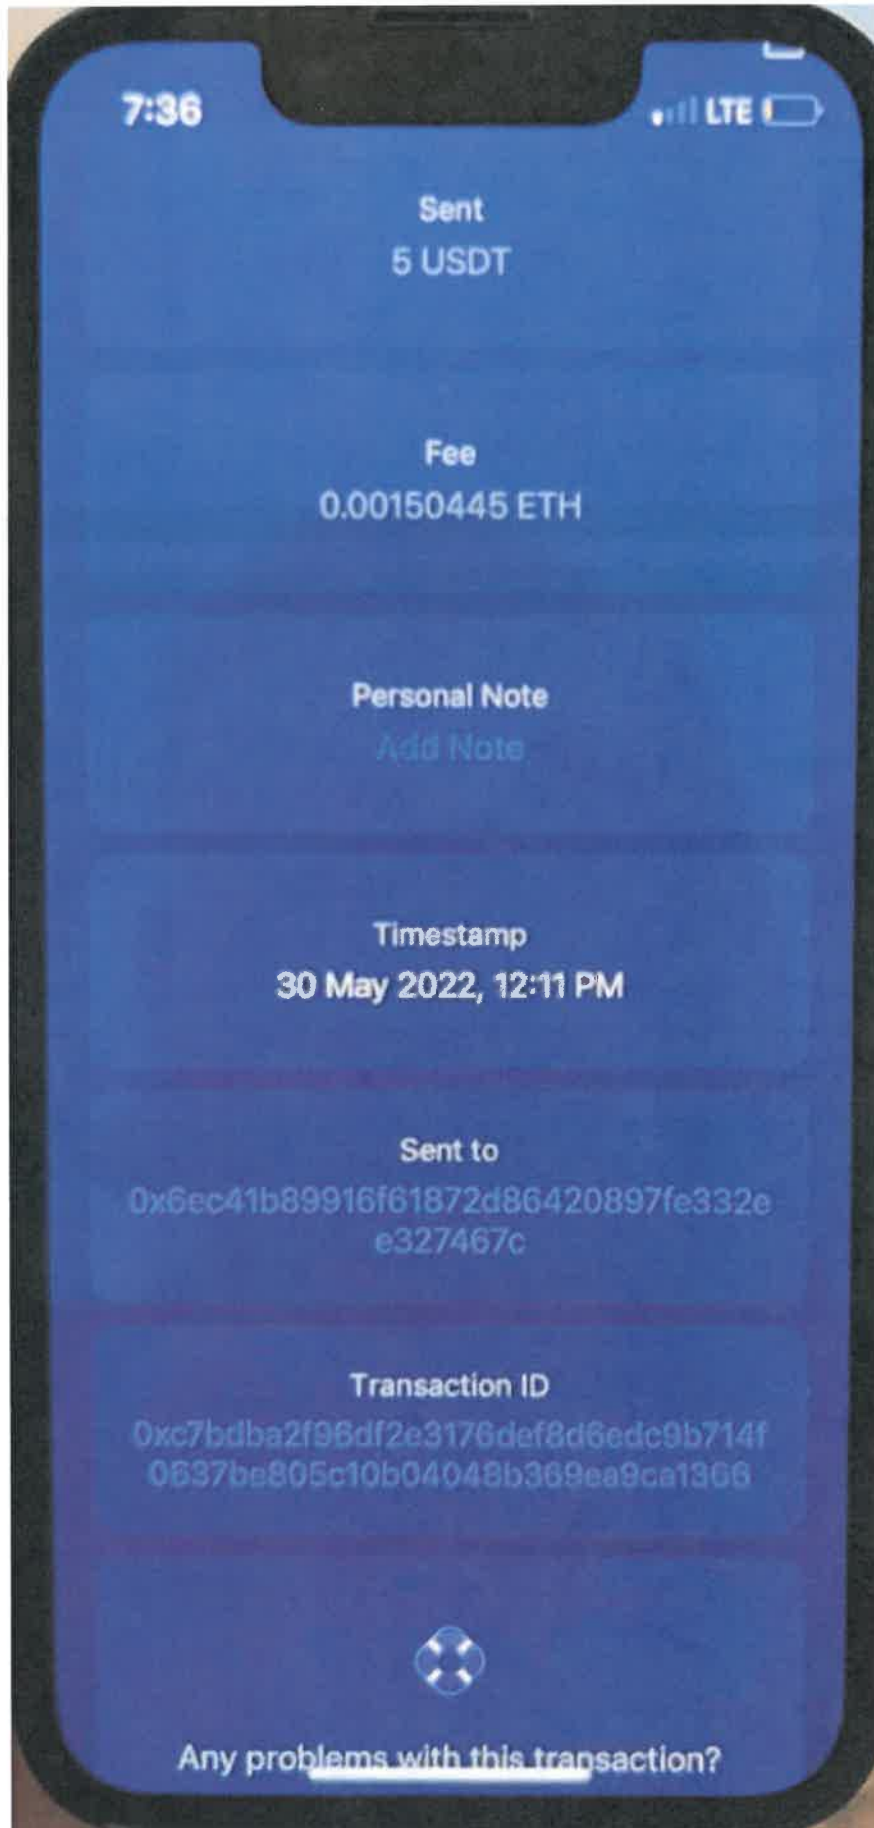 7:36
LTE
Sent
5 USDT
Fee
0.00150445 ETH
Personal Note
Add Note
Timestamp
30 May 2022, 12:11 PM
Sent to
0x6ec41b89916f61872d86420897fe332e
e327467c
Transaction ID
0xc7bdba2f96df2e3176def8d6edc9b714f
0637be805c10b04048b369ea9ca1366
Any problems with this transaction?